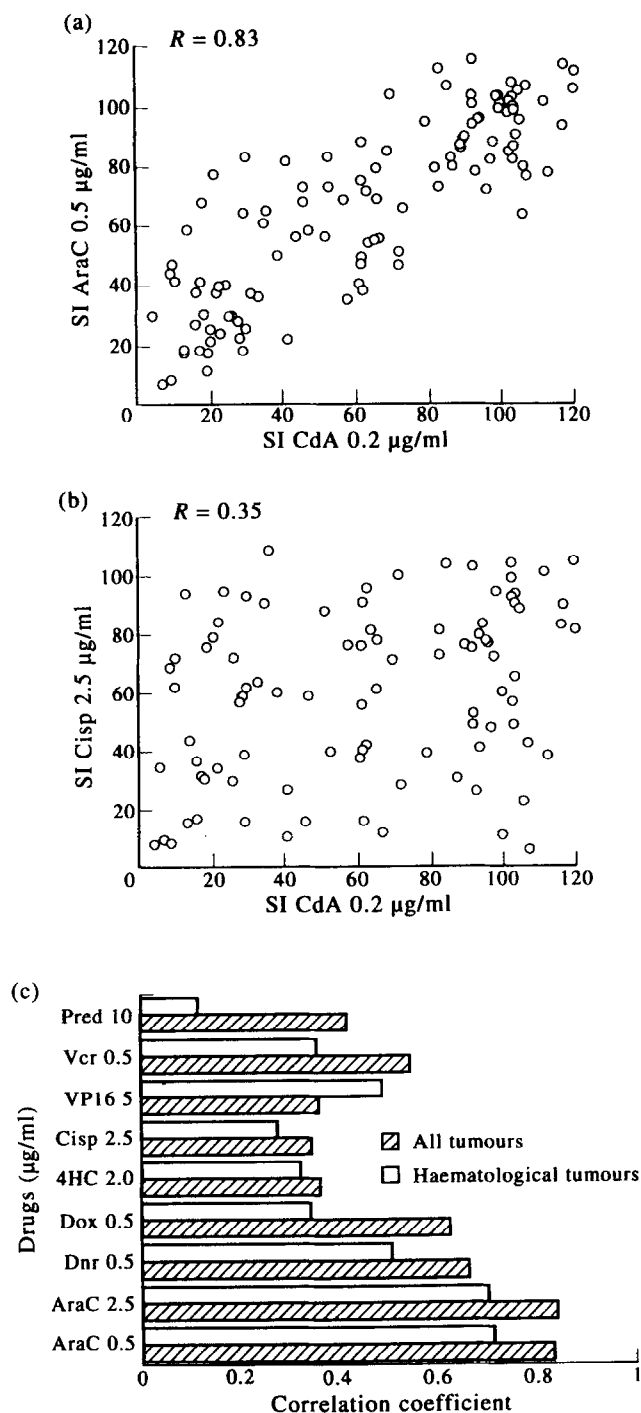 (a)
R = 0.83
120
100
80
60
40
20
0
SI AraC 0.5 µg/ml
20
40
60
80
100
120
SI CdA 0.2 µg/ml
(b)
R = 0.35
120
100
80
60
40
20
0
SI Cisp 2.5 µg/ml
20
40
60
80
100
120
SI CdA 0.2 µg/ml
(c)
Drugs (µg/ml)
Pred 10
Vcr 0.5
VP16 5
Cisp 2.5
4HC 2.0
Dox 0.5
Dnr 0.5
AraC 2.5
AraC 0.5
All tumours
Haematological tumours
0
0.2
0.4
0.6
0.8
1
Correlation coefficient